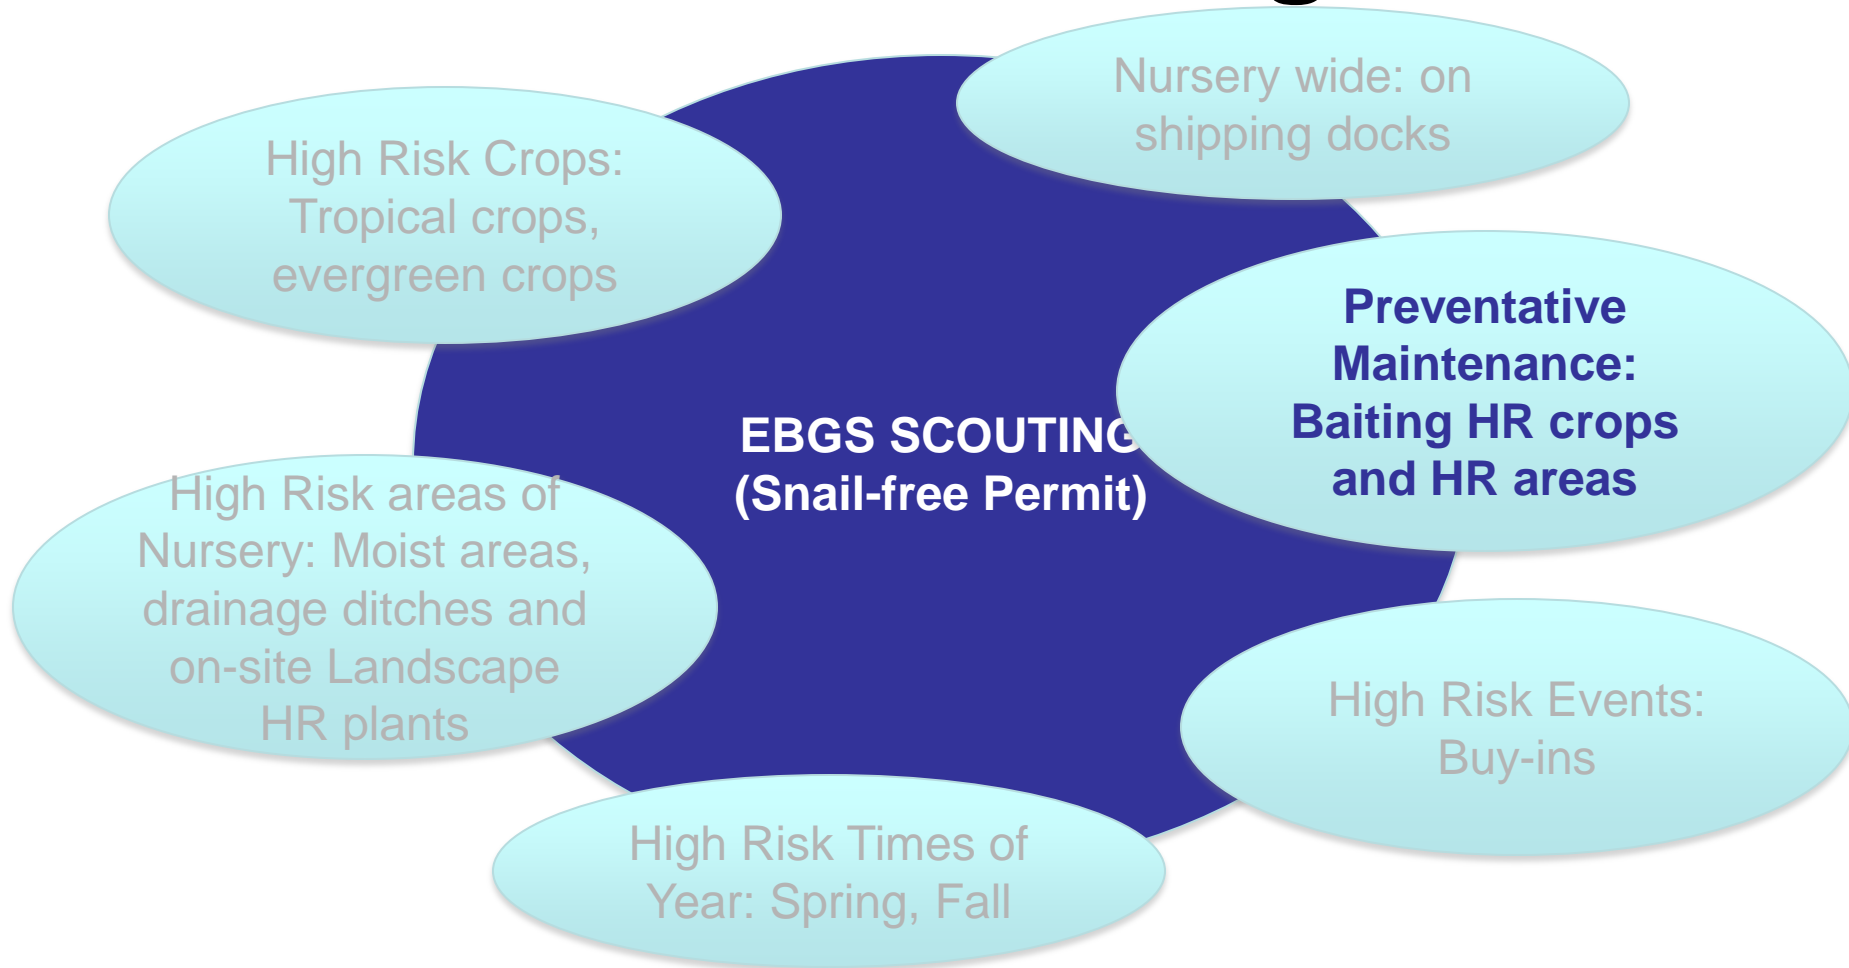 Nursery wide: on
shipping docks
High Risk Crops:
Tropical crops,
evergreen crops
Preventative
Maintenance:
Baiting HR crops
and HR areas
EBGS SCOUTING
(Snail-free Permit)
High Risk areas of
Nursery: Moist areas,
drainage ditches and
on-site Landscape
HR plants
High Risk Events:
Buy-ins
High Risk Times of
Year: Spring, Fall